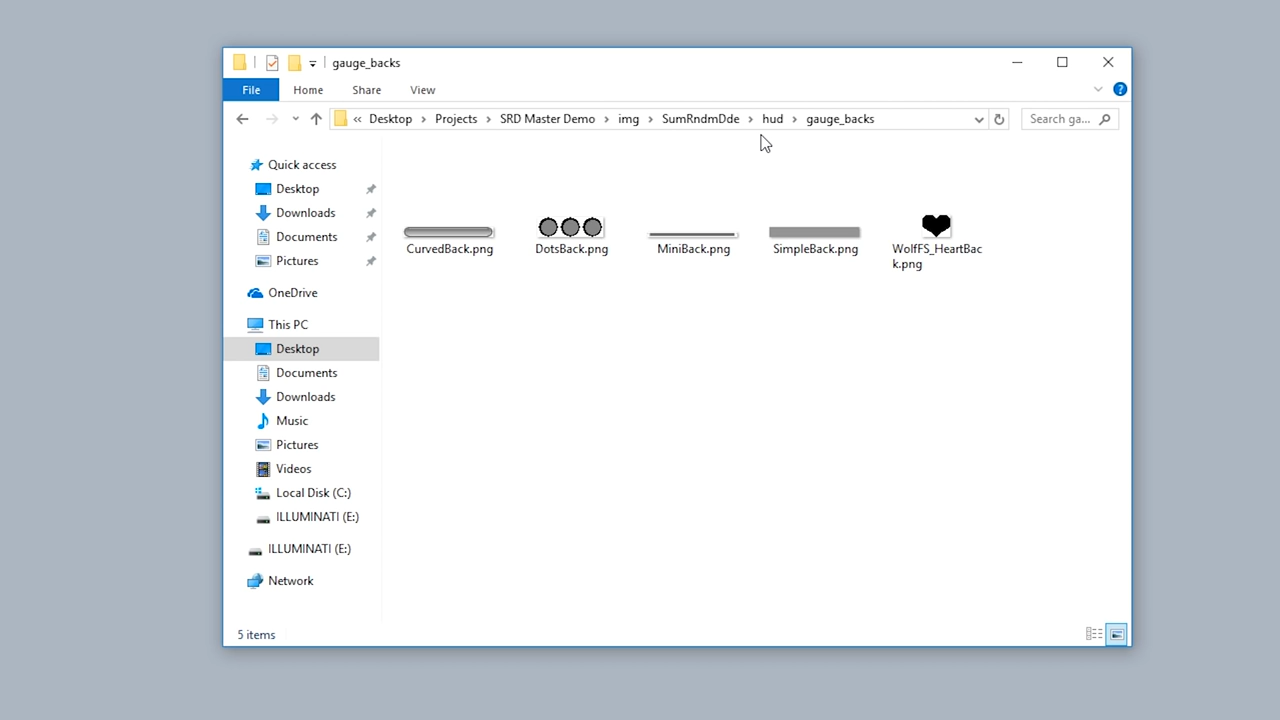 gauge_backs
File Home Share View
« Desktop > Projects > SRD Master Demo > img > SumRndmDde > hud > gauge_backs
Search ga...
Quick access
Desktop
Downloads
Documents
Pictures
OneDrive
This PC
Desktop
Documents
Downloads
Music
Pictures
Videos
Local Disk (C:)
ILLUMINATI (E:)
ILLUMINATI (E:)
Network
CurvedBack.png
DotsBack.png
MiniBack.png
SimpleBack.png
WolfFS_HeartBac
k.png
5 items